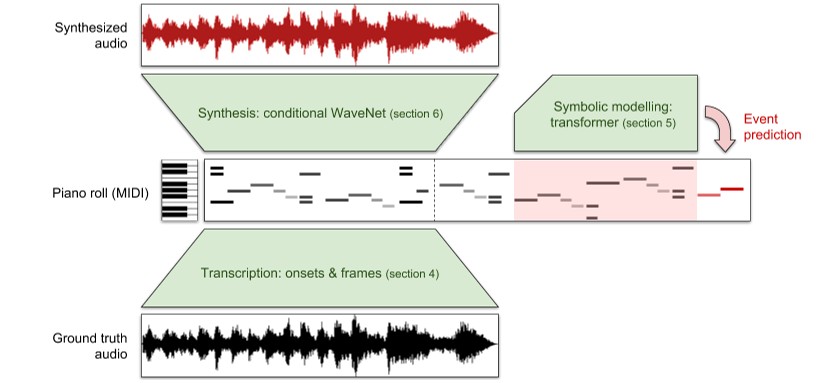 Synthesized
audio
Synthesis: conditional WaveNet (section 6)
Symbolic modelling:
transformer (section 5)
Event
prediction
Piano roll (MIDI)
Transcription: onsets & frames (section 4)
Ground truth
audio